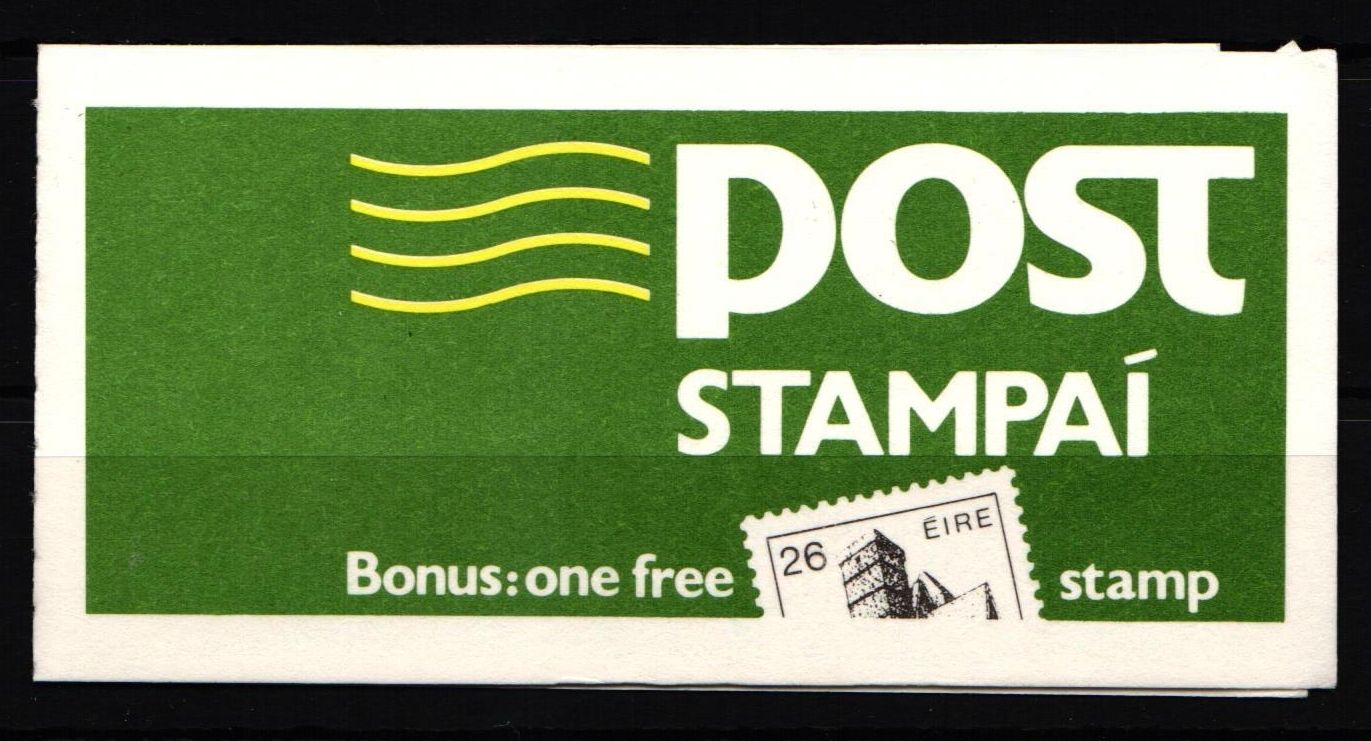 post
STAMPAÍ
Bonus: one free stamp
26 ÉIRE